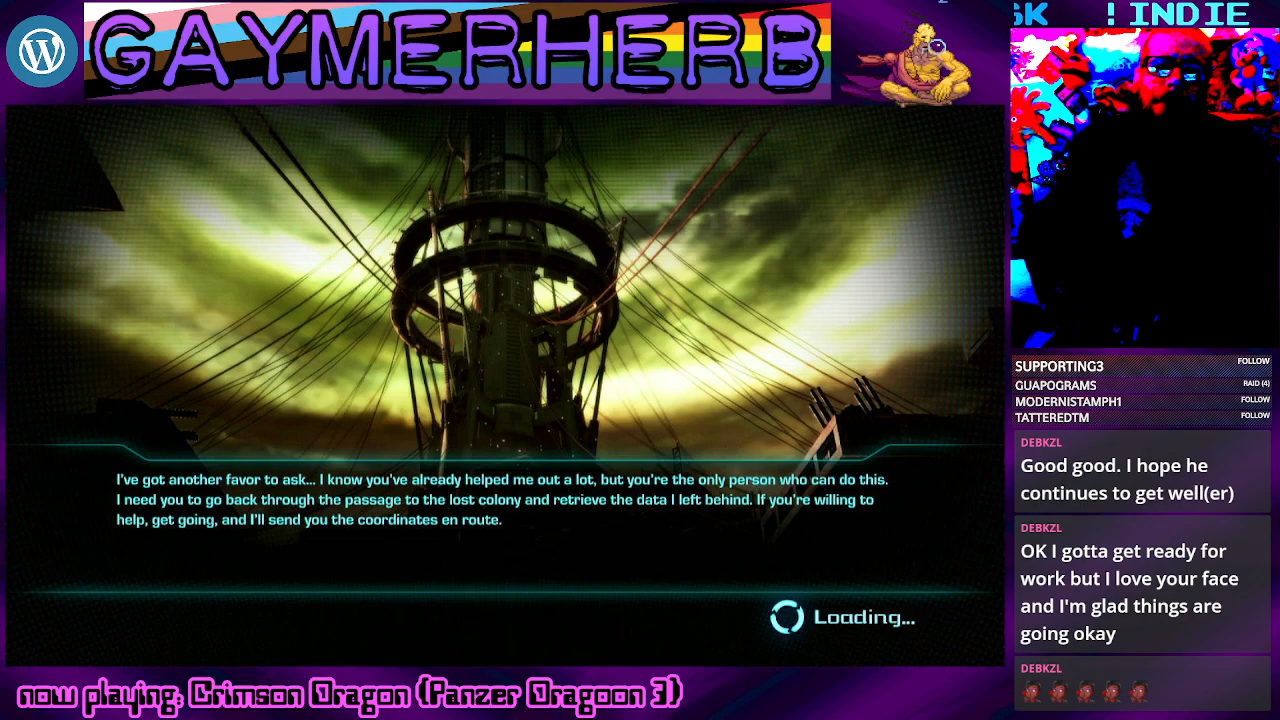 GAYMERHERB
SK !INDIE
SUPPORTING3 FOLLOW
GUAPOGRAMS RAID (4)
MODERNISTAMPH1 FOLLOW
TATTEREDTM FOLLOW
DEBKZL
Good good. I hope he
continues to get well(er)
DEBKZL
OK I gotta get ready for
work but I love your face
and I'm glad things are
going okay
DEBKZL
I've got another favor to ask... I know you've already helped me out a lot, but you're the only person who can do this.
I need you to go back through the passage to the lost colony and retrieve the data I left behind. If you're willing to
help, get going, and I'll send you the coordinates en route.
Loading...
now playing: Crimson Dragon (Panzer Dragoon 3)